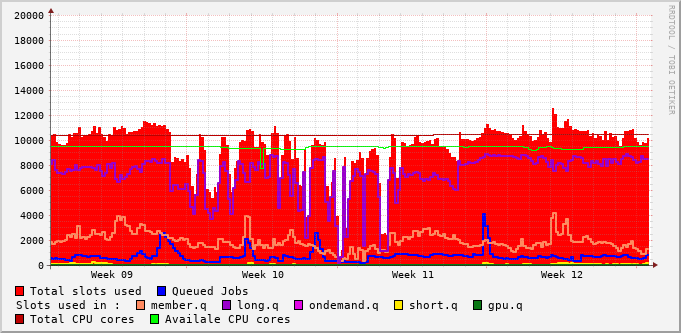 RRDTOOL / TOBI OETIKER
20000
18000
16000
14000
12000
10000
8000
6000
4000
2000
0
Week 09 Week 10 Week 11 Week 12
Total slots used Queued Jobs
Slots used in : member.q long.q ondemand.q short.q gpu.q
Total CPU cores Availale CPU cores